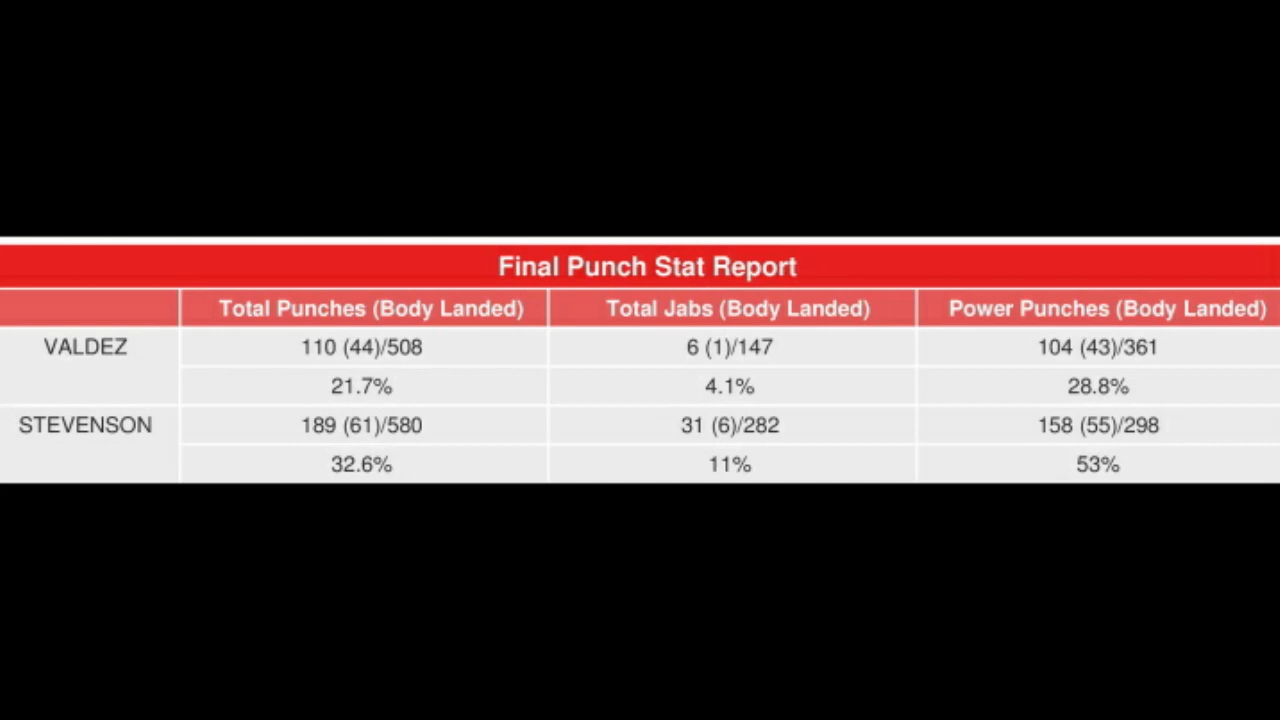 Final Punch Stat Report
Total Punches (Body Landed) Total Jabs (Body Landed) Power Punches (Body Landed)
VALDEZ 110 (44)/508 6 (1)/147 104 (43)/361
21.7% 4.1% 28.8%
STEVENSON 189 (61)/580 31 (6)/282 158 (55)/298
32.6% 11% 53%